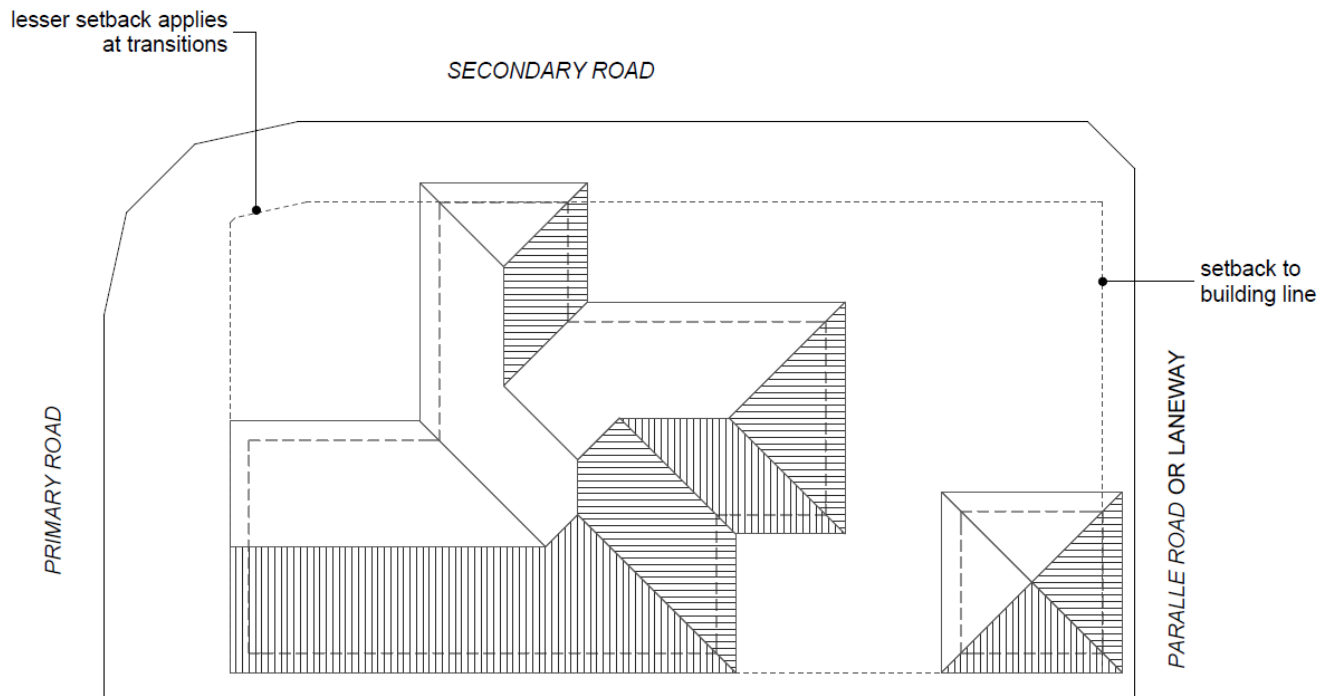 lesser setback applies
at transitions
SECONDARY ROAD
setback to
building line
PRIMARY ROAD
PARALLE ROAD OR LANEWAY